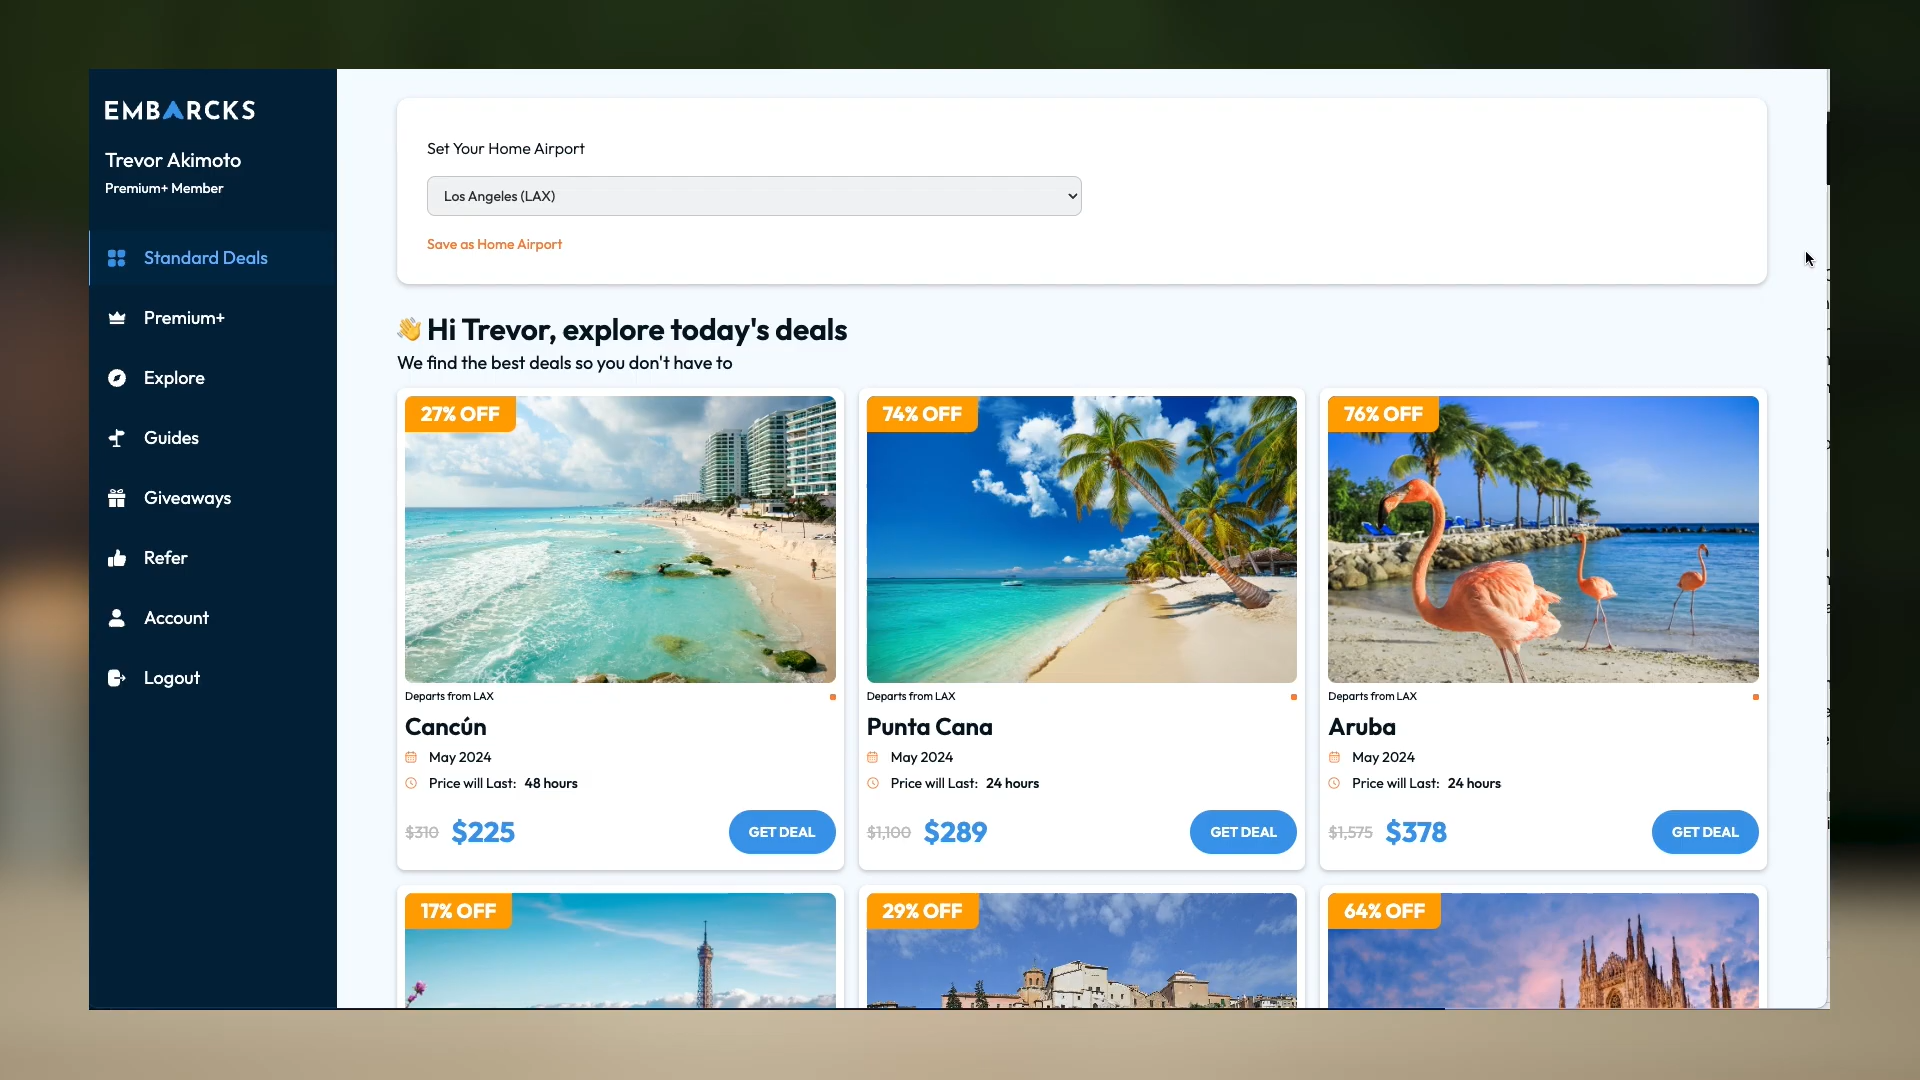 EMBARCKS
Trevor Akimoto
Premium+ Member
Standard Deals
Premium+
Explore
Guides
Giveaways
Refer
Account
Logout
Set Your Home Airport
Los Angeles (LAX)
Save as Home Airport
👋 Hi Trevor, explore today's deals
We find the best deals so you don't have to
27% OFF
Departs from LAX
Cancún
May 2024
Price will Last: 48 hours
$310 $225
GET DEAL
74% OFF
Departs from LAX
Punta Cana
May 2024
Price will Last: 24 hours
$1,100 $289
GET DEAL
76% OFF
Departs from LAX
Aruba
May 2024
Price will Last: 24 hours
$1,575 $378
GET DEAL
17% OFF
29% OFF
64% OFF